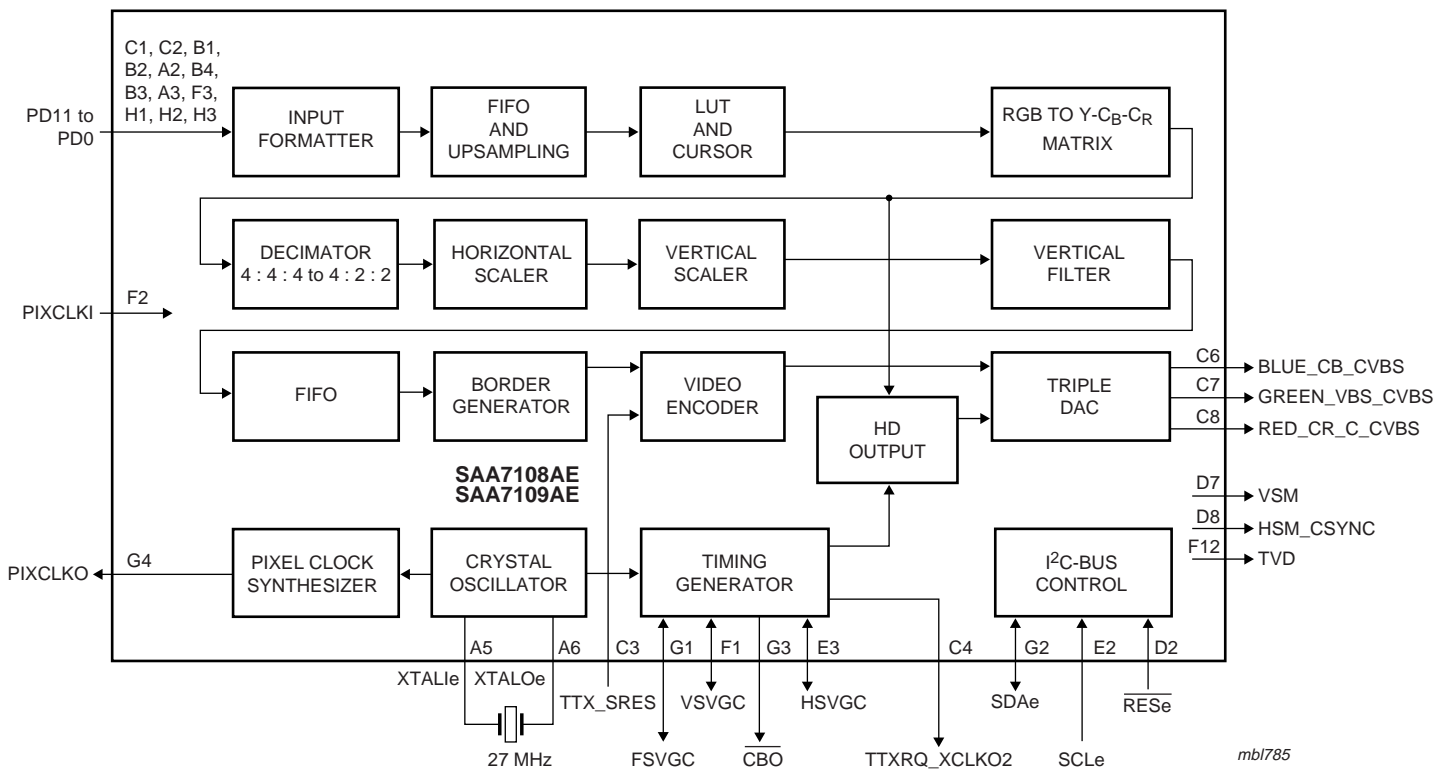 C1, C2, B1,
B2, A2, B4,
B3, A3, F3,
H1, H2, H3
PD11 to
PD0
INPUT
FORMATTER
FIFO
AND
UPSAMPLING
LUT
AND
CURSOR
RGB TO Y-CB-CR
MATRIX
DECIMATOR
4 : 4 : 4 to 4 : 2 : 2
HORIZONTAL
SCALER
VERTICAL
SCALER
VERTICAL
FILTER
PIXCLKI
F2
FIFO
BORDER
GENERATOR
VIDEO
ENCODER
HD
OUTPUT
TRIPLE
DAC
C6
BLUE_CB_CVBS
C7
GREEN_VBS_CVBS
C8
RED_CR_C_CVBS
SAA7108AE
SAA7109AE
D7
VSM
D8
HSM_CSYNC
F12
TVD
PIXCLKO
G4
PIXEL CLOCK
SYNTHESIZER
CRYSTAL
OSCILLATOR
TIMING
GENERATOR
I2C-BUS
CONTROL
A5
A6
C3
G1
F1
G3
E3
C4
G2
E2
D2
XTALIe
XTALOe
TTX_SRES
VSVGC
HSVGC
SDAe
RESe
27 MHz
FSVGC
CBO
TTXRQ_XCLKO2
SCLe
mbl785